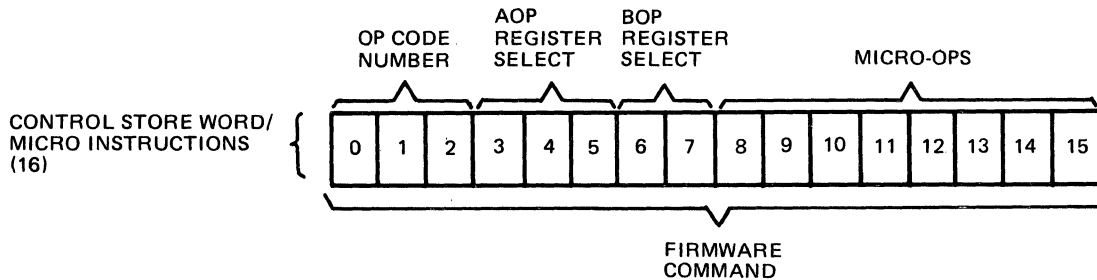 OP CODE
NUMBER
AOP
REGISTER
SELECT
BOP
REGISTER
SELECT
MICRO-OPS
CONTROL STORE WORD/
MICRO INSTRUCTIONS
(16)
0 1 2 3 4 5 6 7 8 9 10 11 12 13 14 15
FIRMWARE
COMMAND